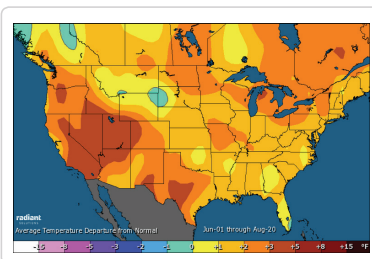 radiant
SOLUTIONS
Average Temperature Departure from Normal
Jun-01 through Aug-20
-15 -8 -5 -3 -2 -1 0 +1 +2 +3 +5 +8 +15 °F